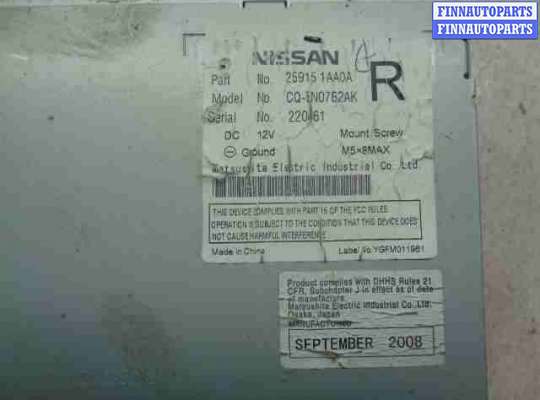 FINNAUTOPARTS
FINNAUTOPARTS
NISSAN
R
Part No. 25915 1AA0A
Model No. CQ-EN0762AK
Serial No.
DC 12V Mount Screw
Ground M5×8MAX
Matsushita Electric Industrial Co., Ltd.
THIS DEVICE COMPLIES WITH PART 15 OF THE FCC RULES
OPERATION IS SUBJECT TO THE CONDITION THAT THIS DEVICE DOES
NOT CAUSE HARMFUL INTERFERENCE
Made in China Label No. YGFM011961
Product complies With DHHS Rules 21
CFR, Subchapter J in effect as of date
of manufacture.
Matsushita Electric Industrial Co., Ltd.
Osaka, Japan
MANUFACTURED
SEPTEMBER 2008